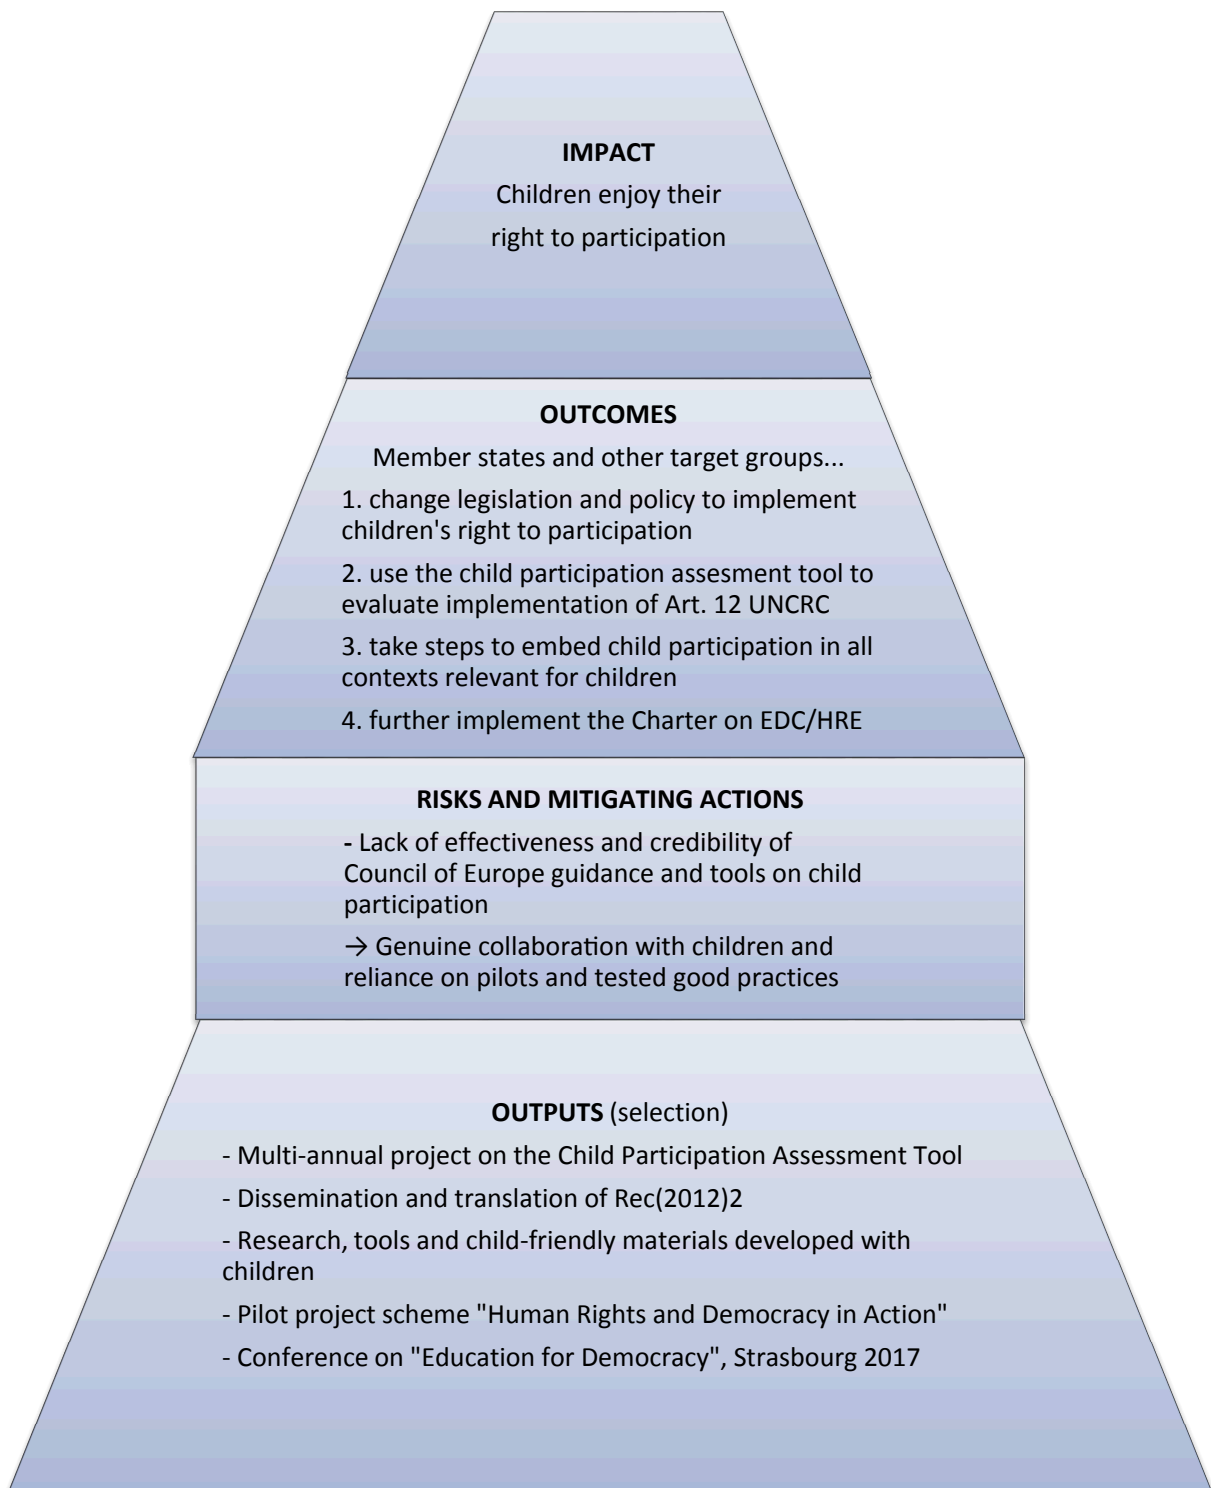 IMPACT
Children enjoy their
right to participation
OUTCOMES
Member states and other target groups...
1. change legislation and policy to implement
children's right to participation
2. use the child participation assesment tool to
evaluate implementation of Art. 12 UNCRC
3. take steps to embed child participation in all
contexts relevant for children
4. further implement the Charter on EDC/HRE
RISKS AND MITIGATING ACTIONS
- Lack of effectiveness and credibility of
Council of Europe guidance and tools on child
participation
→ Genuine collaboration with children and
reliance on pilots and tested good practices
OUTPUTS (selection)
- Multi-annual project on the Child Participation Assessment Tool
- Dissemination and translation of Rec(2012)2
- Research, tools and child-friendly materials developed with
children
- Pilot project scheme "Human Rights and Democracy in Action"
- Conference on "Education for Democracy", Strasbourg 2017